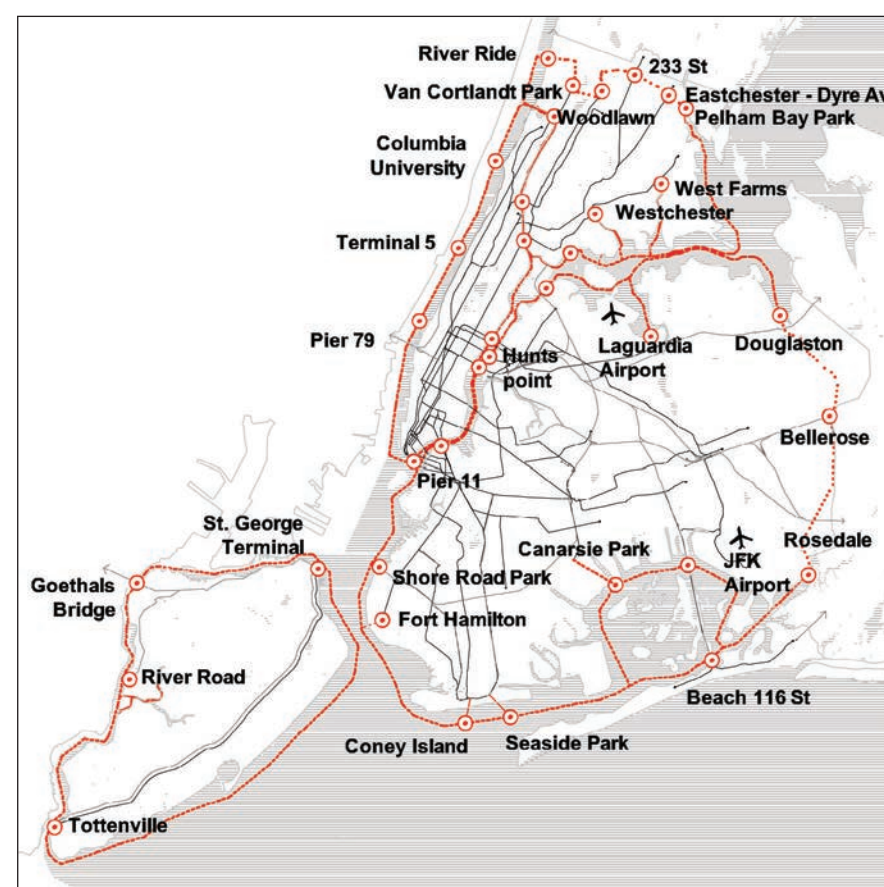 River Ride
233 St
Van Cortlandt Park
Eastchester - Dyre Av
Woodlawn
Pelham Bay Park
Columbia
University
West Farms
Westchester
Terminal 5
Pier 79
Laguardia
Airport
Douglaston
Hunts
point
Bellerose
Pier 11
St. George
Terminal
Canarsie Park
JFK
Airport
Rosedale
Goethals
Bridge
Shore Road Park
Fort Hamilton
River Road
Beach 116 St
Coney Island
Seaside Park
Tottenville